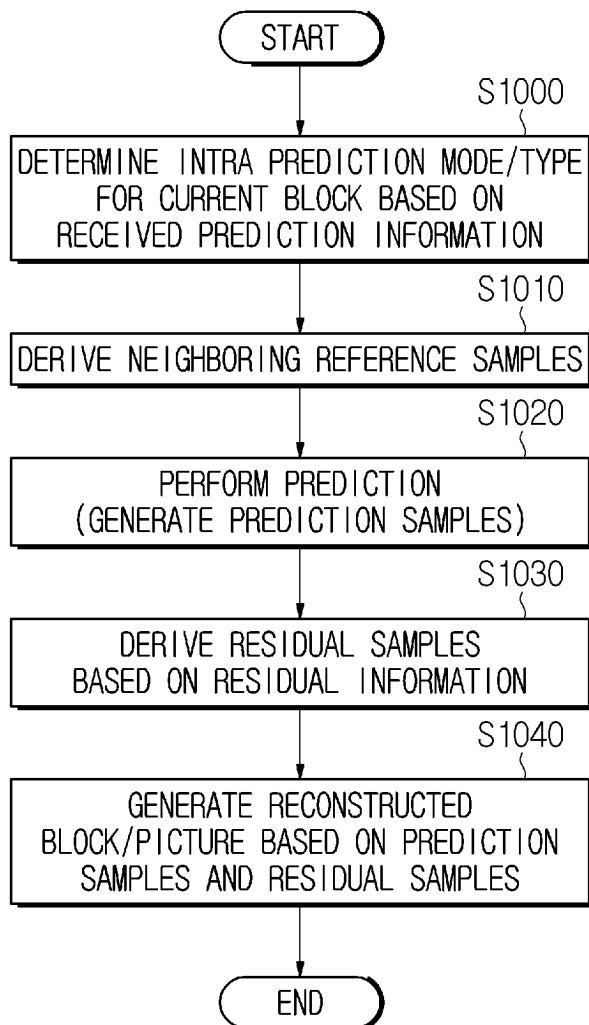 START
S1000
DETERMINE INTRA PREDICTION MODE/TYPE
FOR CURRENT BLOCK BASED ON
RECEIVED PREDICTION INFORMATION
S1010
DERIVE NEIGHBORING REFERENCE SAMPLES
S1020
PERFORM PREDICTION
(GENERATE PREDICTION SAMPLES)
S1030
DERIVE RESIDUAL SAMPLES
BASED ON RESIDUAL INFORMATION
S1040
GENERATE RECONSTRUCTED
BLOCK/PICTURE BASED ON PREDICTION
SAMPLES AND RESIDUAL SAMPLES
END